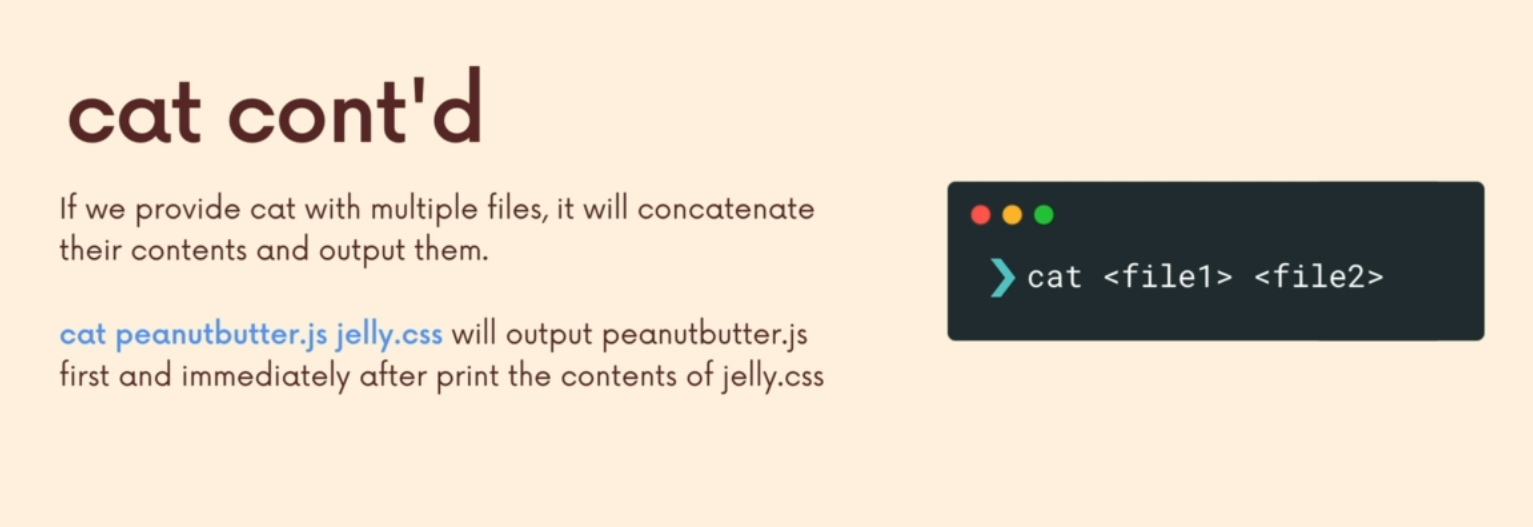 cat cont'd
If we provide cat with multiple files, it will concatenate
their contents and output them.
cat peanutbutter.js jelly.css will output peanutbutter.js
first and immediately after print the contents of jelly.css
❯ cat <file1> <file2>